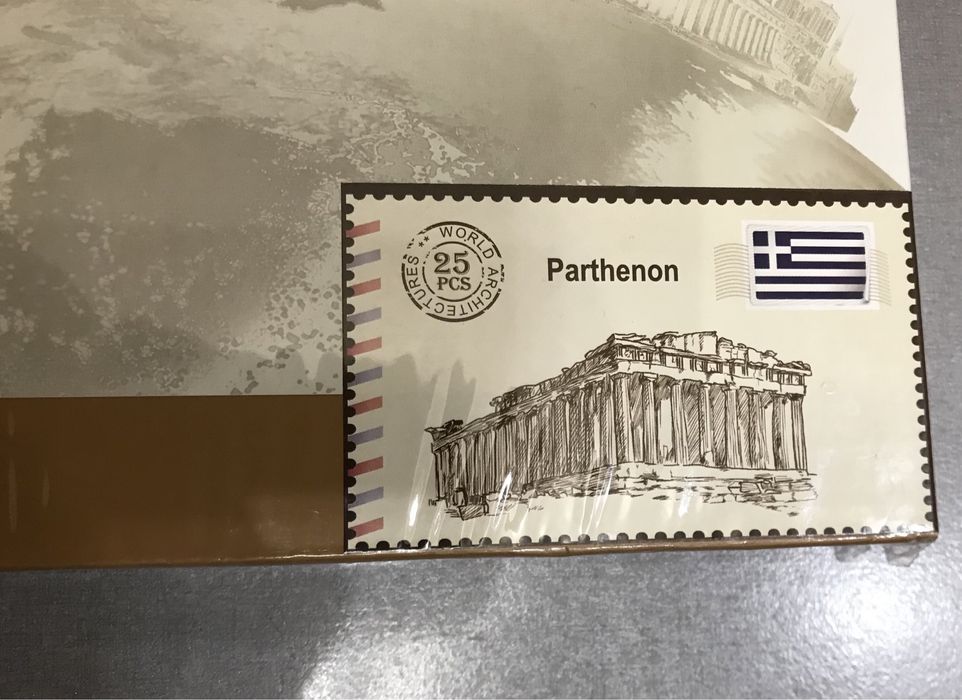 WORLD ARCHITECTURES
25
PCS
Parthenon